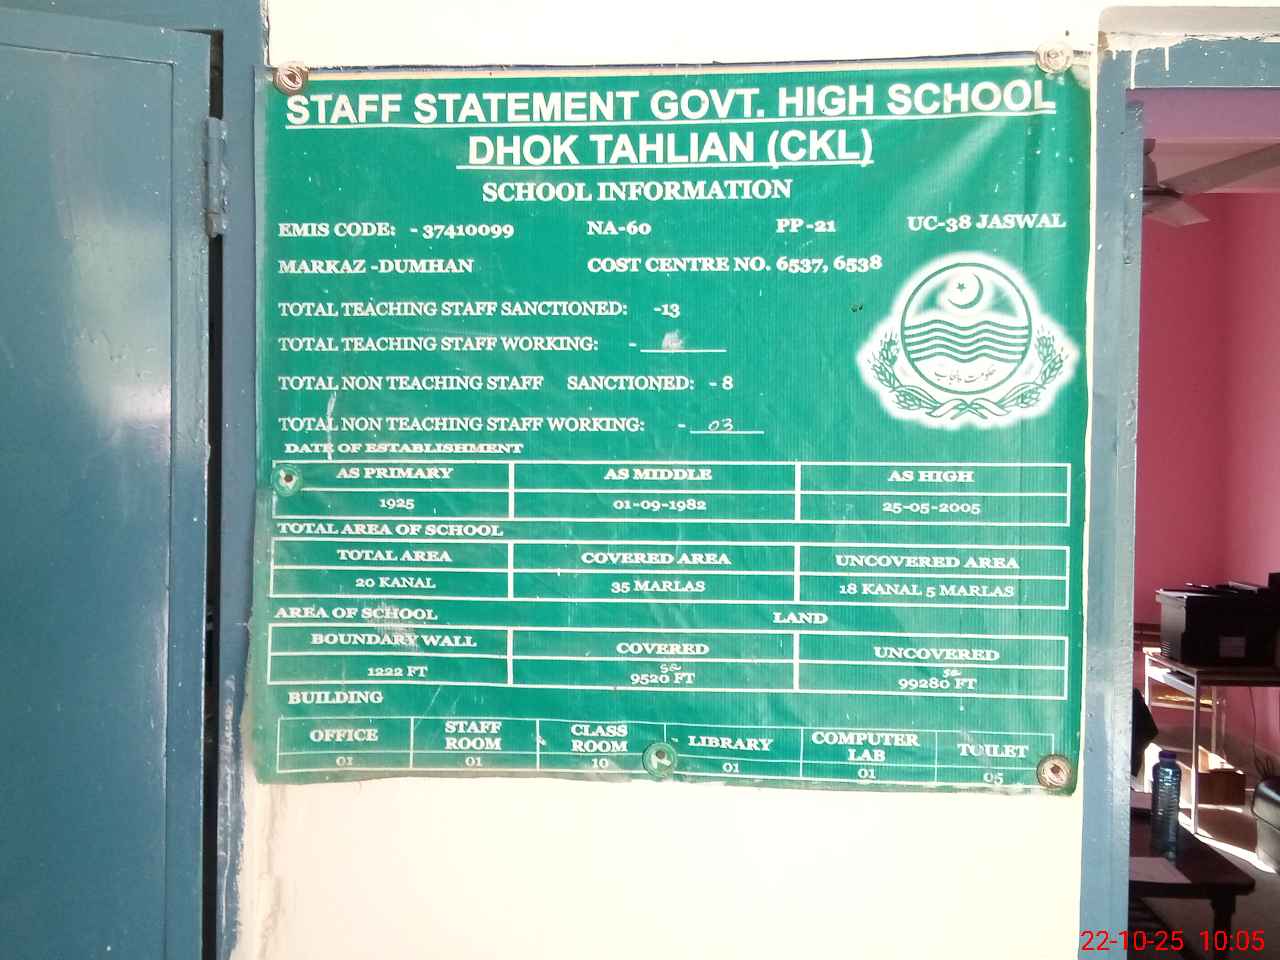 STAFF STATEMENT GOVT. HIGH SCHOOL
DHOK TAHLIAN (CKL)
SCHOOL INFORMATION
EMIS CODE: - 37410099 NA-60 PP-21 UC-38 JASWAL
MARKAZ -DUMHAN COST CENTRE NO. 6537, 6538
TOTAL TEACHING STAFF SANCTIONED: -13
TOTAL TEACHING STAFF WORKING: -
TOTAL NON TEACHING STAFF SANCTIONED: - 8
TOTAL NON TEACHING STAFF WORKING: - 03
حکومت پنجاب
DATE OF ESTABLISHMENT
AS PRIMARY AS MIDDLE AS HIGH
1925 01-09-1982 25-05-2005
TOTAL AREA OF SCHOOL
TOTAL AREA COVERED AREA UNCOVERED AREA
20 KANAL 35 MARLAS 18 KANAL 5 MARLAS
AREA OF SCHOOL LAND
BOUNDARY WALL COVERED UNCOVERED
1222 FT 9520 sq FT 99280 sq FT
BUILDING
OFFICE STAFF ROOM CLASS ROOM LIBRARY COMPUTER LAB TOILET
01 01 10 01 01 05
22-10-25 10:05